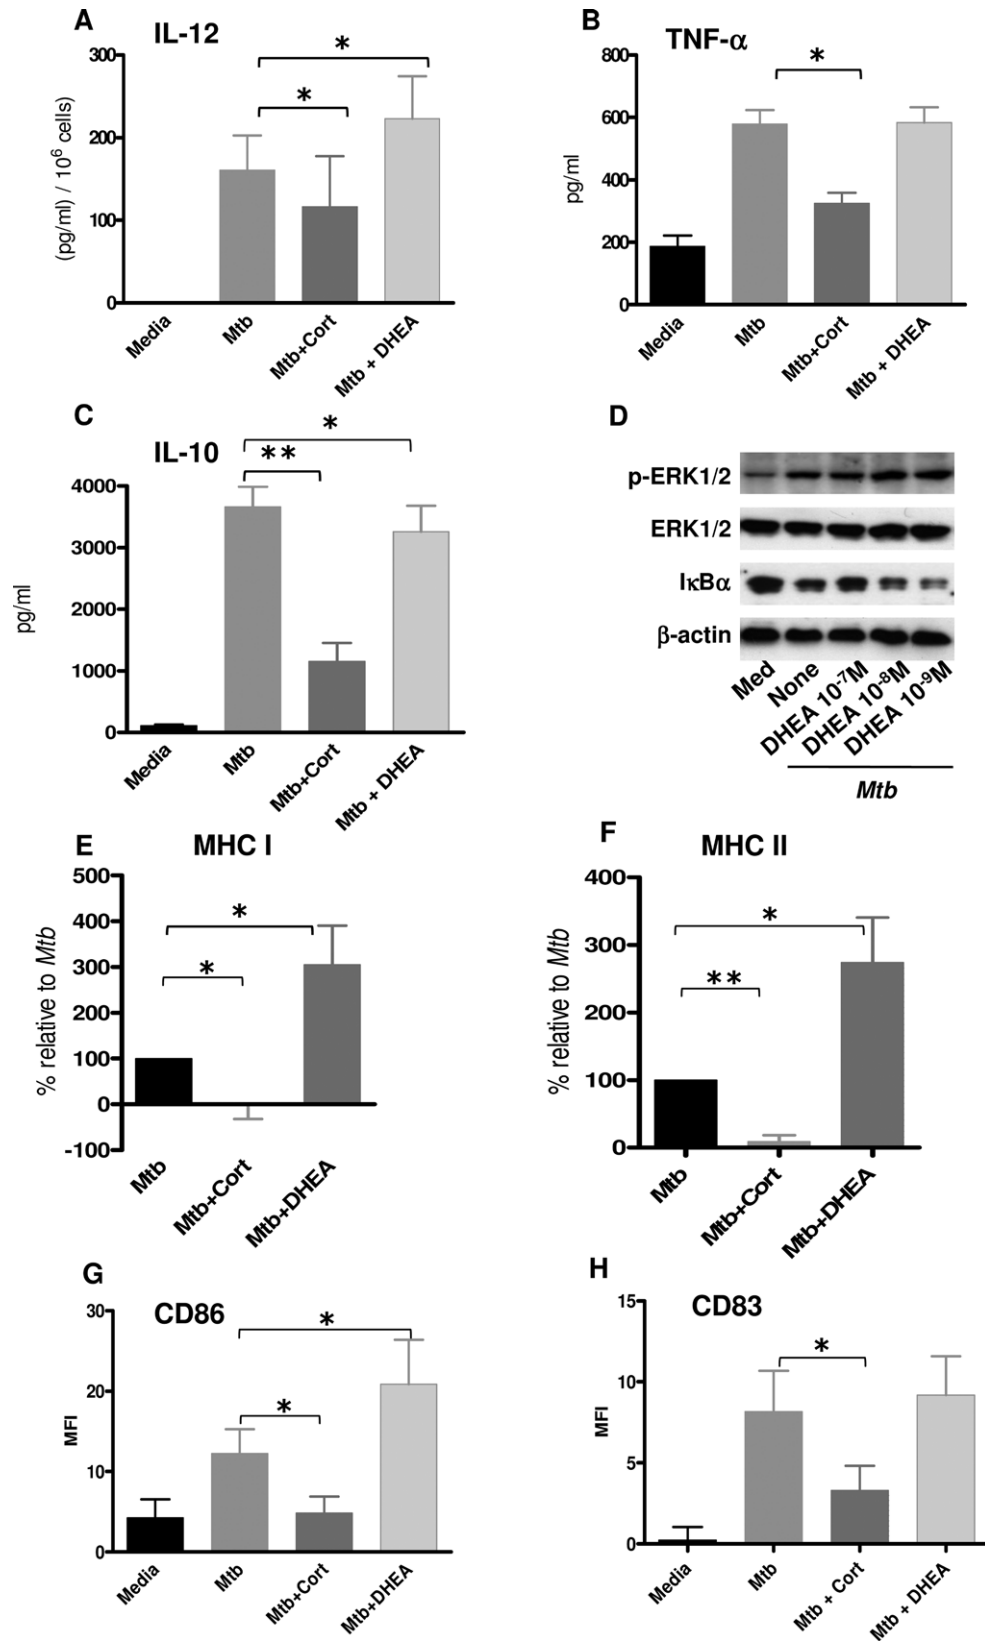 A
IL-12
(pg/ml) / 10⁶ cells)
300
200
100
0
*
*
Media
Mtb
Mtb+Cort
Mtb + DHEA
B
TNF-α
pg/ml
800
600
400
200
0
*
Media
Mtb
Mtb+Cort
Mtb + DHEA
C
IL-10
pg/ml
4000
3000
2000
1000
0
*
**
Media
Mtb
Mtb+Cort
Mtb + DHEA
D
p-ERK1/2
ERK1/2
IκBα
β-actin
Med
None
DHEA 10⁻⁷M
DHEA 10⁻⁸M
DHEA 10⁻⁹M
Mtb
E
MHC I
% relative to Mtb
500
400
300
200
100
0
-100
*
*
Mtb
Mtb+Cort
Mtb+DHEA
F
MHC II
% relative to Mtb
400
300
200
100
0
*
**
Mtb
Mtb+Cort
Mtb+DHEA
G
CD86
MFI
30
20
10
0
*
*
Media
Mtb
Mtb+Cort
Mtb+DHEA
H
CD83
MFI
15
10
5
0
*
Media
Mtb
Mtb + Cort
Mtb + DHEA